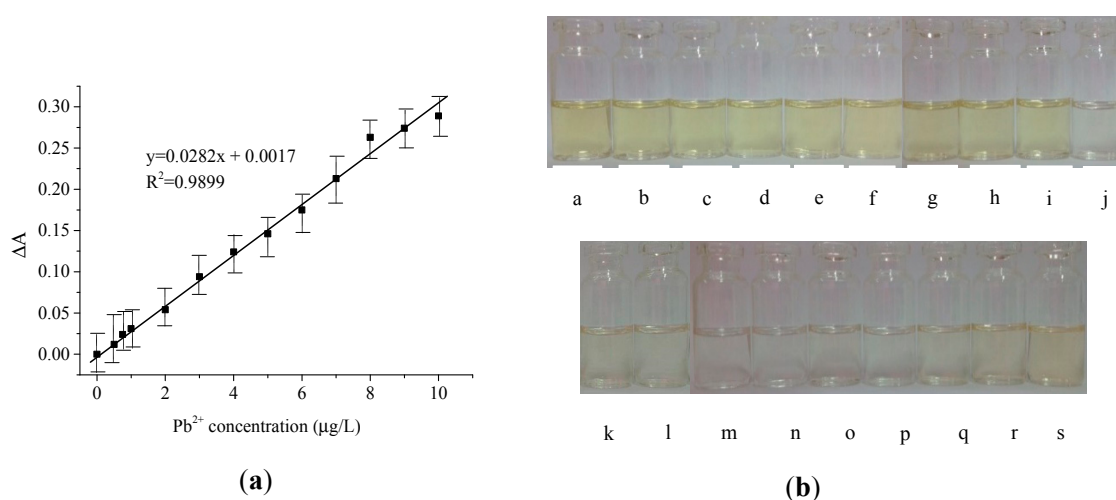 0.30
0.25
0.20
0.15
0.10
0.05
0.00
ΔA
y=0.0282x + 0.0017
R²=0.9899
0 2 4 6 8 10
Pb²⁺ concentration (μg/L)
(a)
a b c d e f g h i j
k l m n o p q r s
(b)